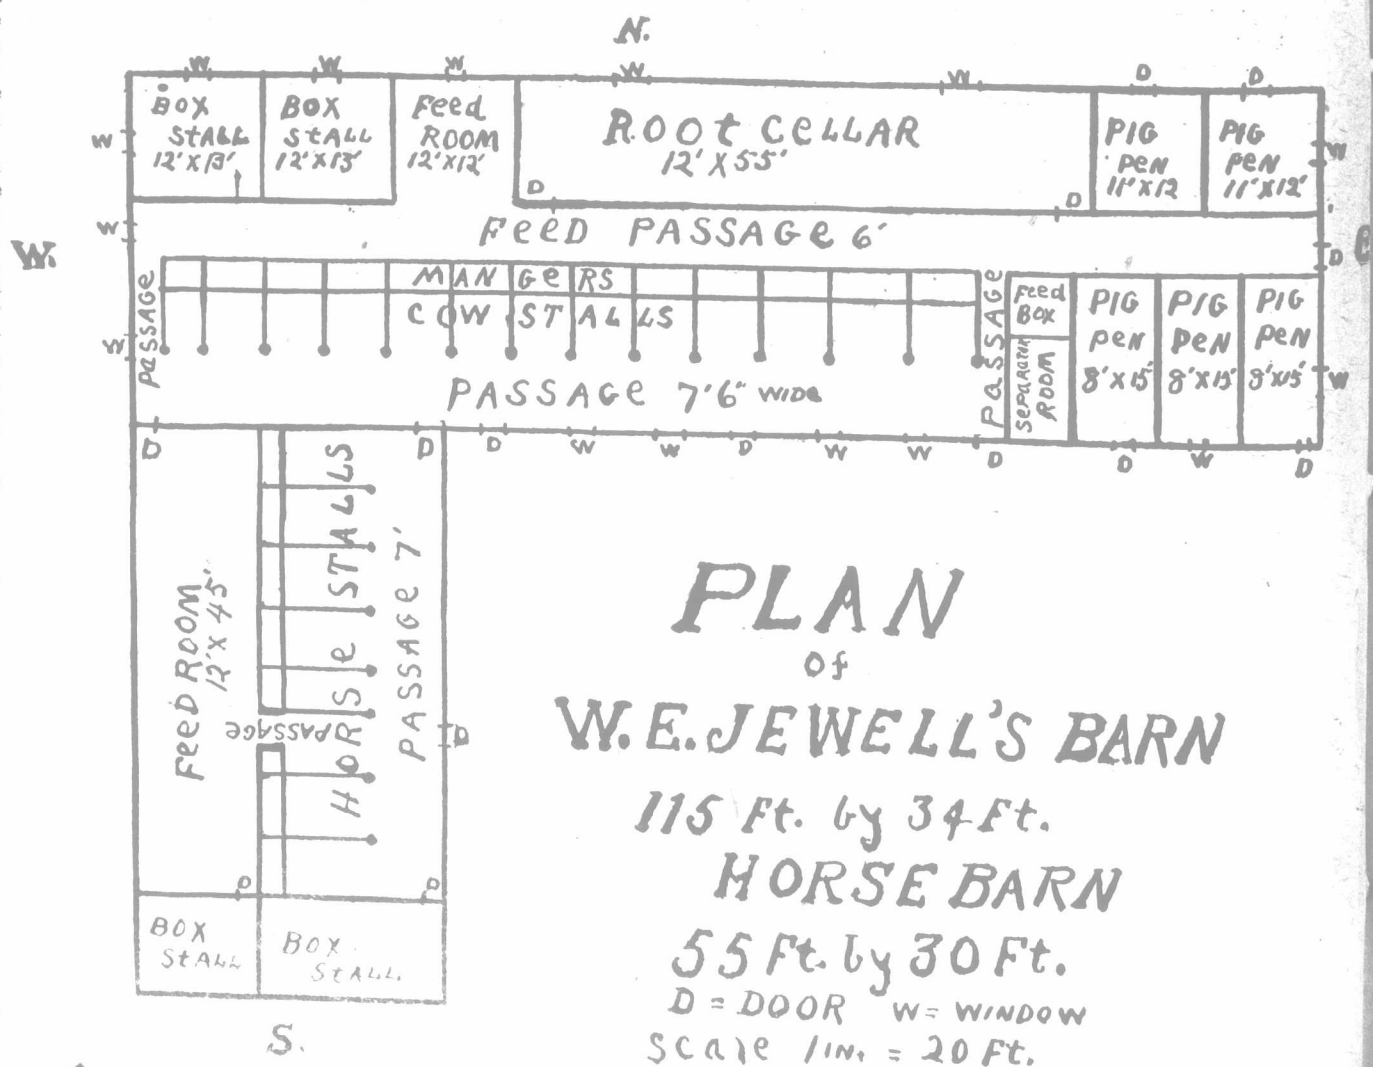 N.
W W W W W D D
BOX
STALL
12'X13'
BOX
STALL
12'X13'
Feed
ROOM
12'X12'
ROOT CELLAR
12'X55'
PIG
PEN
11'X12
PIG
PEN
11'X12'
W
W
D
D
W
FEED PASSAGE 6'
D
W.
PASSAGE
MANGERS
COW STALLS
PASSAGE
Feed
BOX
SEPARATOR
ROOM
PIG
PEN
8'X15'
PIG
PEN
8'X15'
PIG
PEN
8'X15'
W
W
PASSAGE 7'6" WIDE
D D D W W D W W D D W D
FEED ROOM
12'X45'
HORSE STALLS
PASSAGE 7'
PASSAGE
D
D
D
BOX
STALL
BOX
STALL.
S.
PLAN
OF
W.E. JEWELL'S BARN
115 Ft. by 34 Ft.
HORSE BARN
55 Ft. by 30 Ft.
D = DOOR W = WINDOW
Scale 1 IN. = 20 Ft.